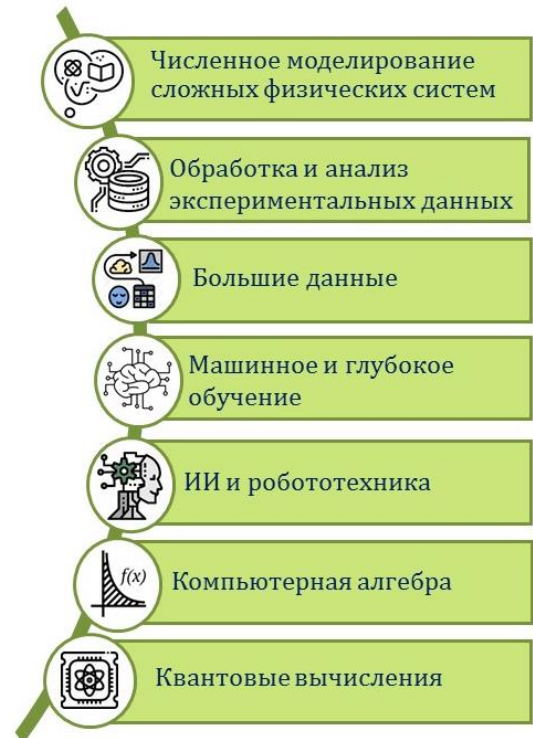 Численное моделирование
сложных физических систем
Обработка и анализ
экспериментальных данных
Большие данные
Машинное и глубокое
обучение
ИИ и робототехника
f(x)
Компьютерная алгебра
Квантовые вычисления